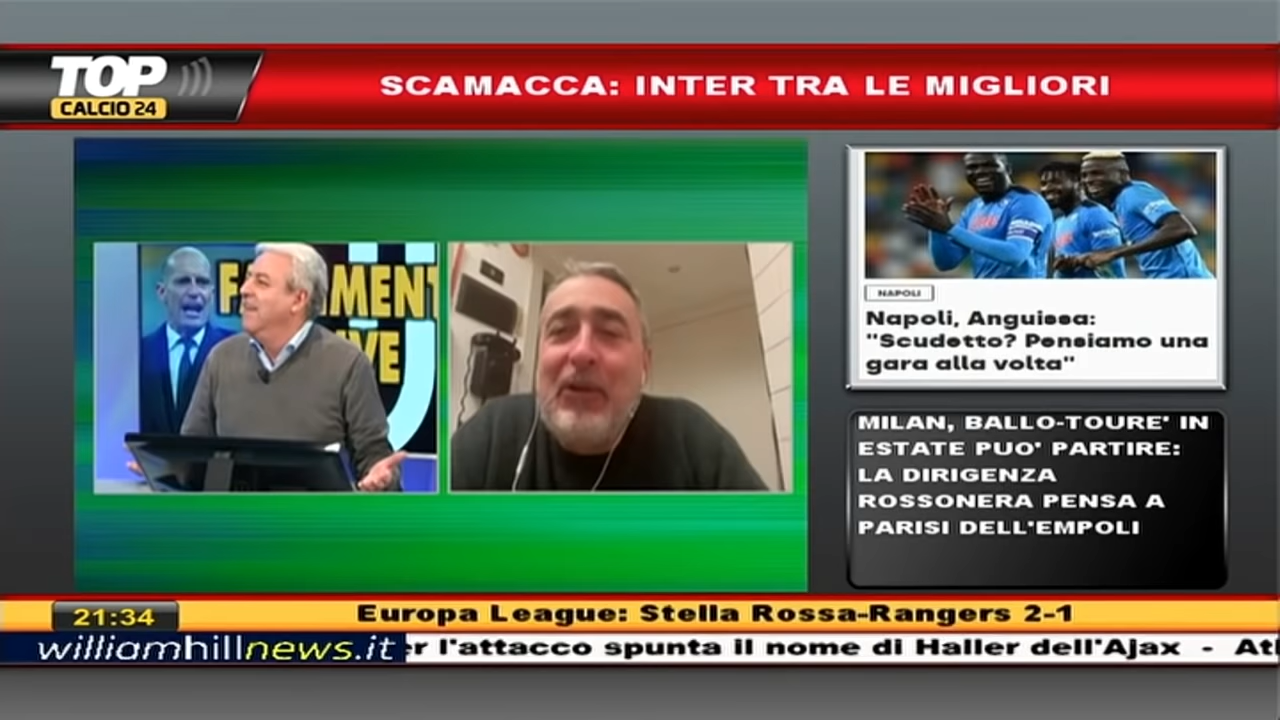 TOP
CALCIO 24
SCAMACCA: INTER TRA LE MIGLIORI
NAPOLI
Napoli, Anguissa:
"Scudetto? Pensiamo una
gara alla volta"
MILAN, BALLO-TOURE' IN
ESTATE PUO' PARTIRE:
LA DIRIGENZA
ROSSONERA PENSA A
PARISI DELL'EMPOLI
21:34
Europa League: Stella Rossa-Rangers 2-1
williamhillnews.it
er l'attacco spunta il nome di Haller dell'Ajax -